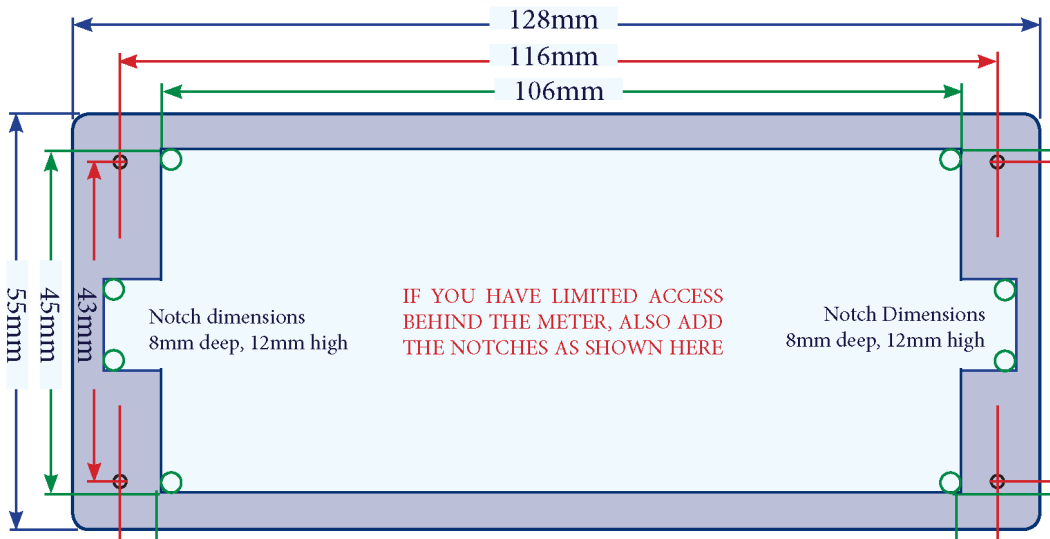 128mm
116mm
106mm
55mm
45mm
43mm
Notch dimensions
8mm deep, 12mm high
IF YOU HAVE LIMITED ACCESS
BEHIND THE METER, ALSO ADD
THE NOTCHES AS SHOWN HERE
Notch Dimensions
8mm deep, 12mm high